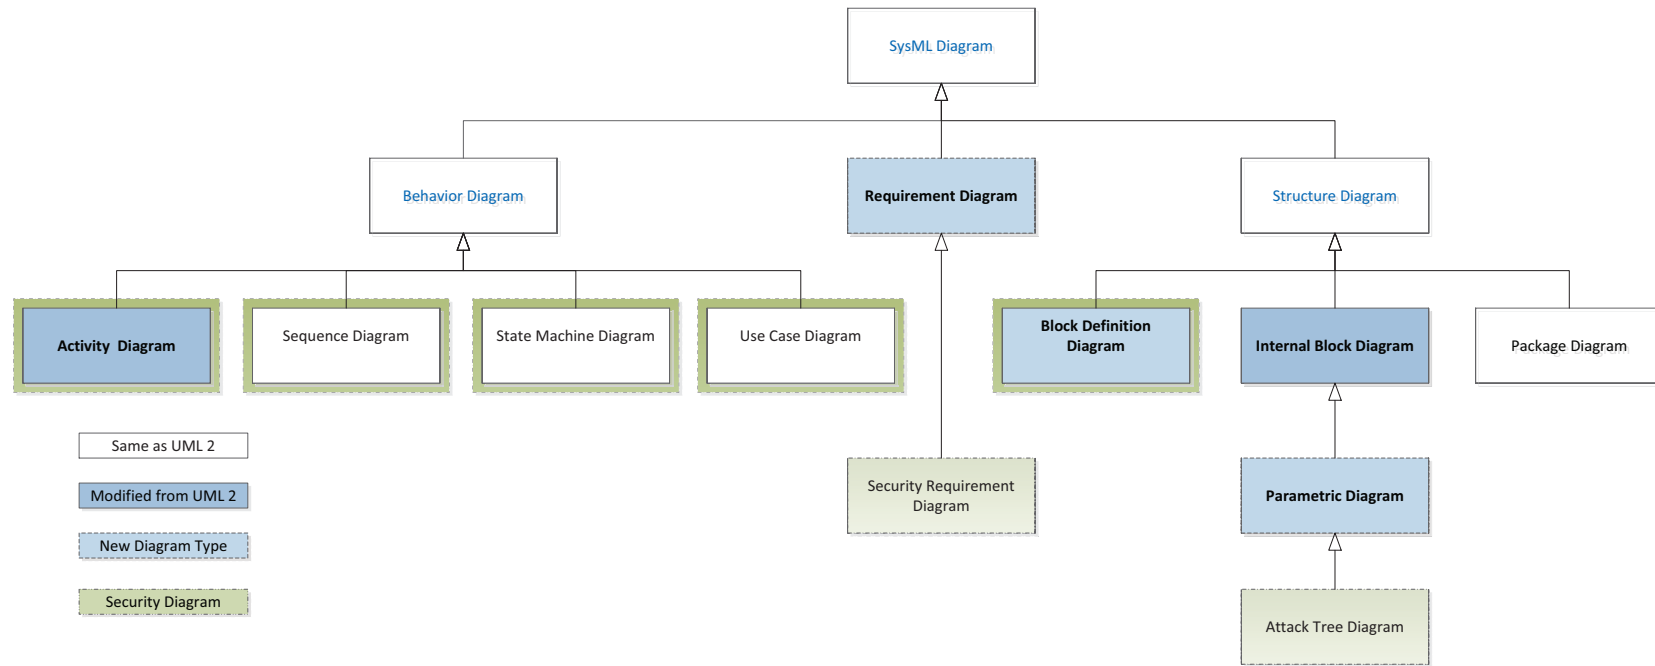 SysML Diagram
Behavior Diagram
Requirement Diagram
Structure Diagram
Activity  Diagram
Sequence Diagram
State Machine Diagram
Use Case Diagram
Block Definition
Diagram
Internal Block Diagram
Package Diagram
Same as UML 2
Modified from UML 2
New Diagram Type
Security Diagram
Security Requirement
Diagram
Parametric Diagram
Attack Tree Diagram